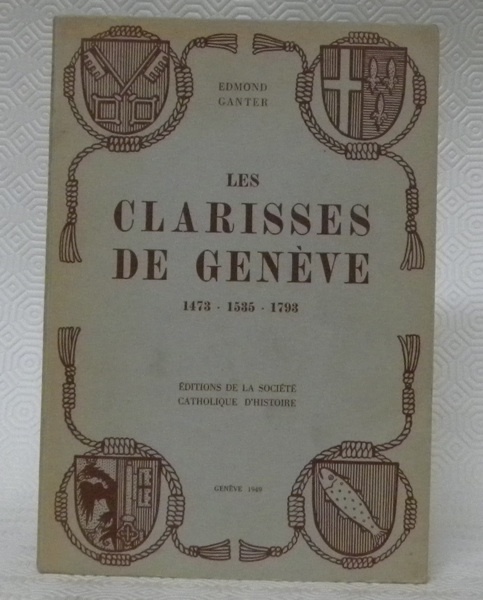 EDMOND
GANTER
LES
CLARISSES
DE GENÈVE
1473 - 1535 - 1793
ÉDITIONS DE LA SOCIÉTÉ
CATHOLIQUE D'HISTOIRE
GENÈVE 1949